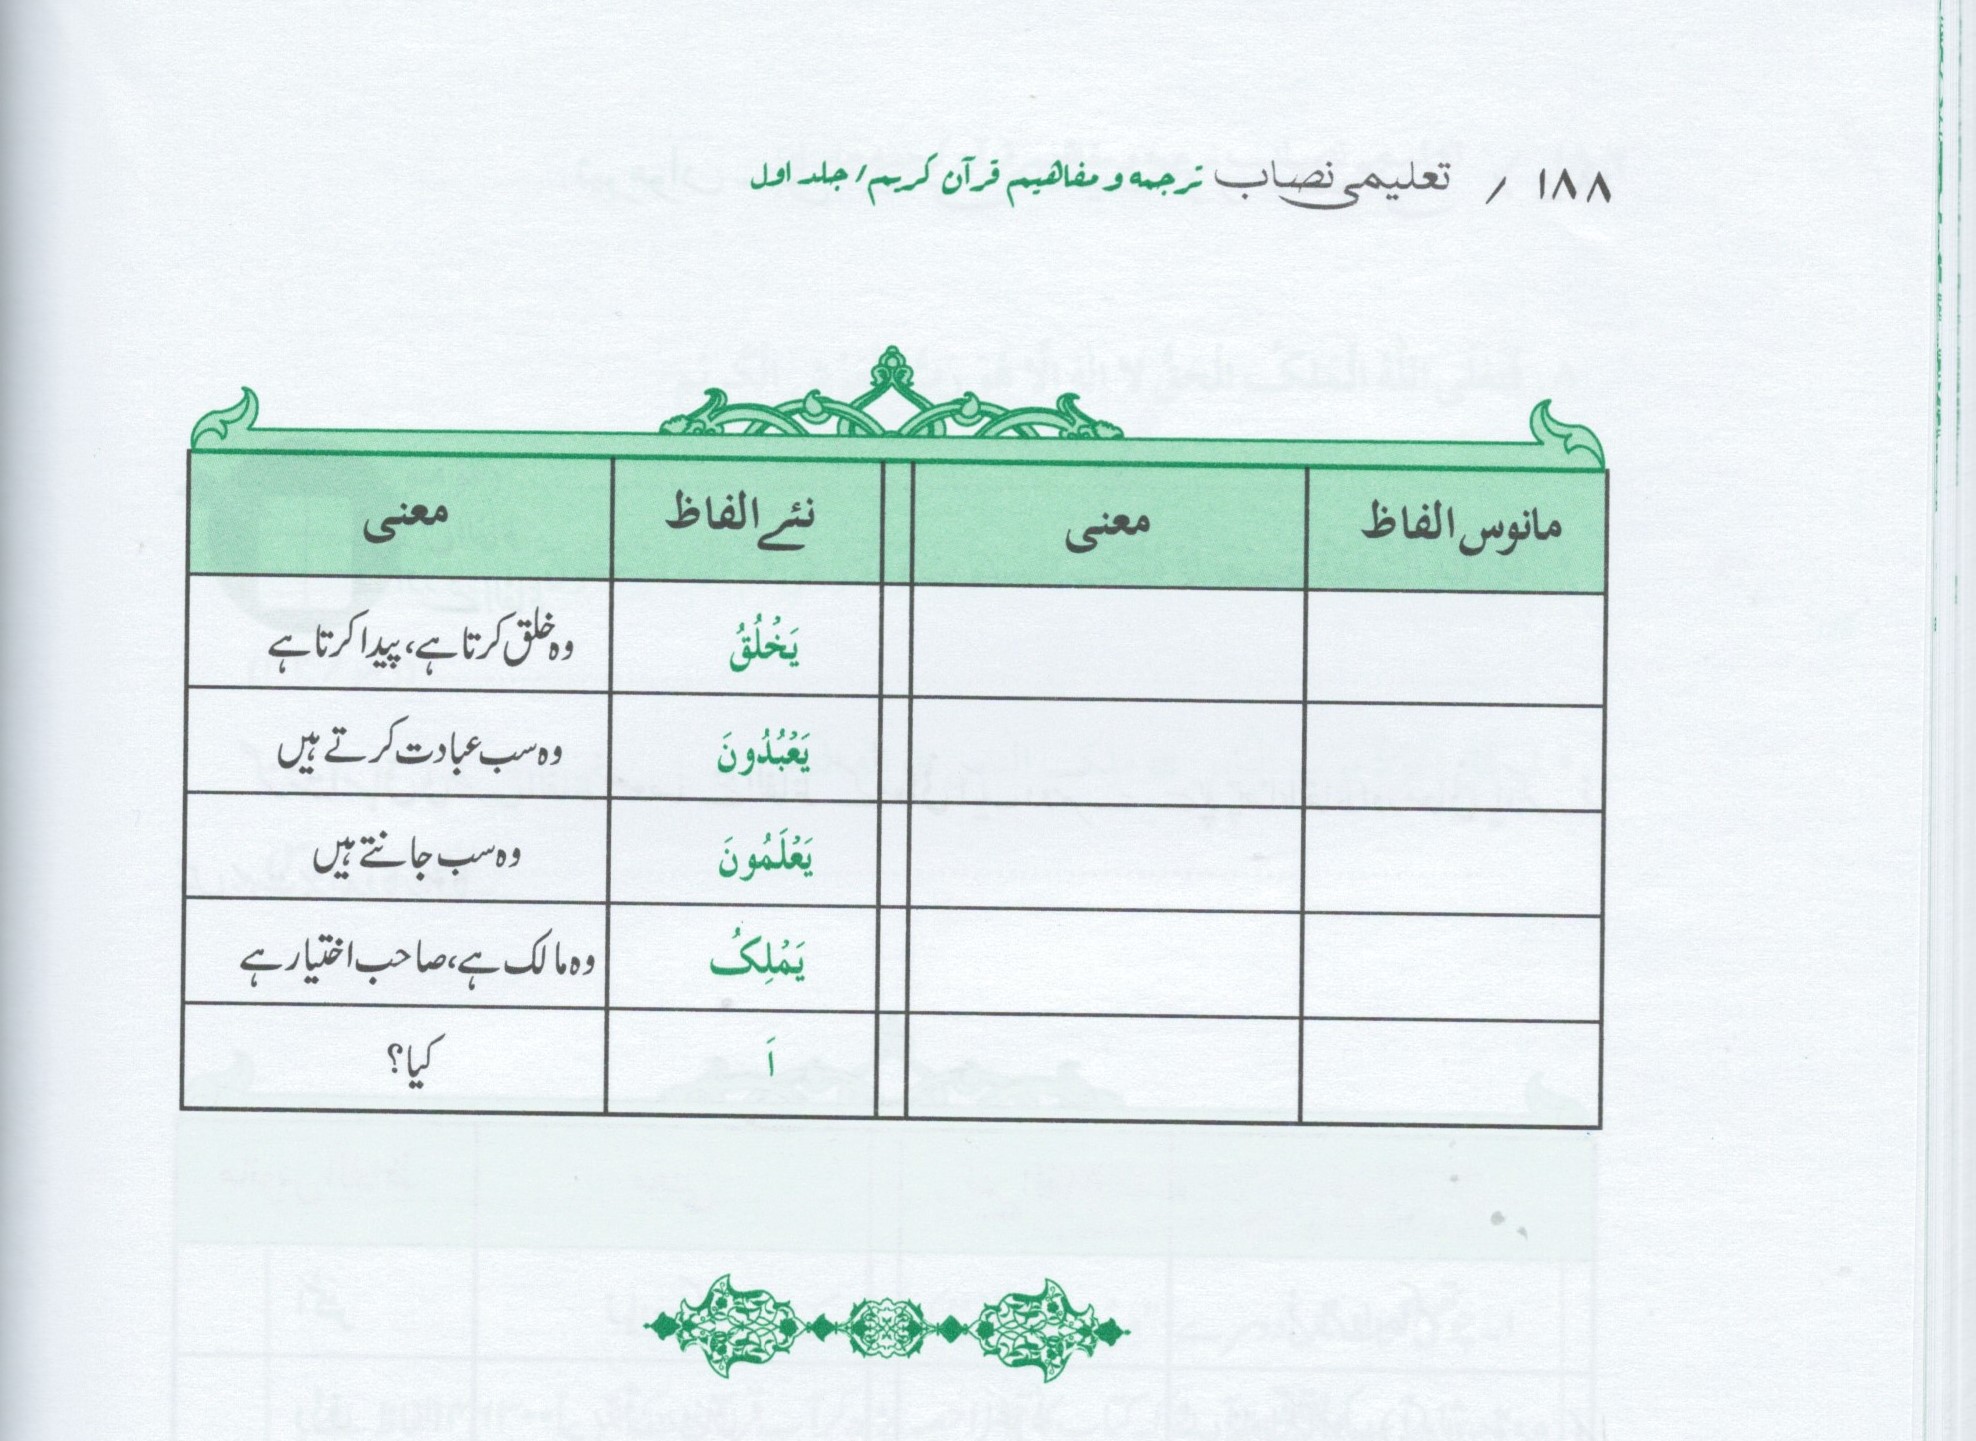 ۱۸۸ / تعلیمی نصاب ترجمہ و مفاہیم قرآن کریم / جلد اول
مانوس الفاظ معنی نئے الفاظ معنی
یَخْلُقُ وہ خلق کرتا ہے، پیدا کرتا ہے
یَعْبُدُونَ وہ سب عبادت کرتے ہیں
یَعْلَمُونَ وہ سب جانتے ہیں
یَمْلِکُ وہ مالک ہے، صاحب اختیار ہے
اَ کیا؟